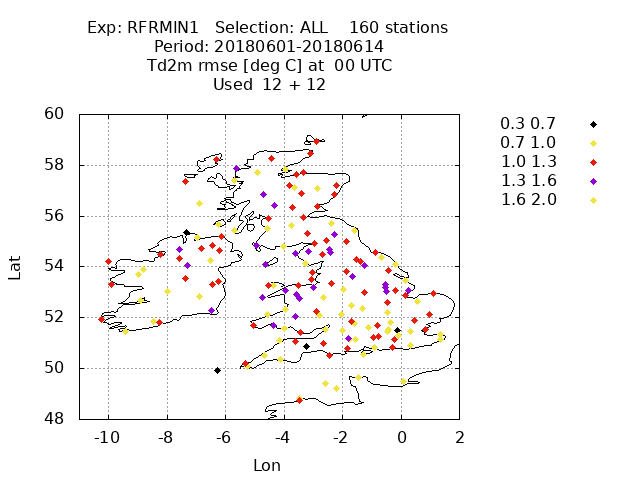 Exp: RFRMIN1   Selection: ALL    160 stations
Period: 20180601-20180614
Td2m rmse [deg C] at  00 UTC
Used  12 + 12
0.3 0.7
0.7 1.0
1.0 1.3
1.3 1.6
1.6 2.0
Lat
60
58
56
54
52
50
48
-10 -8 -6 -4 -2 0 2
Lon